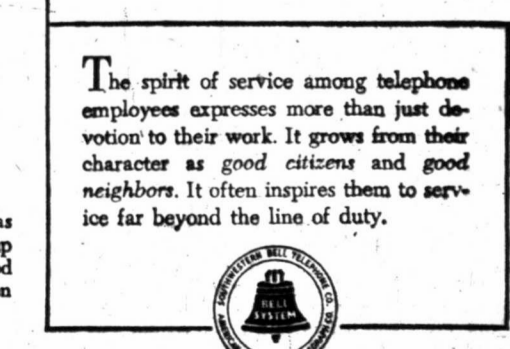 The spirit of service among telephone
employees expresses more than just de-
votion to their work. It grows from their
character as good citizens and good
neighbors. It often inspires them to serv-
ice far beyond the line of duty.
SOUTHWESTERN BELL TELEPHONE CO.
BELL
SYSTEM